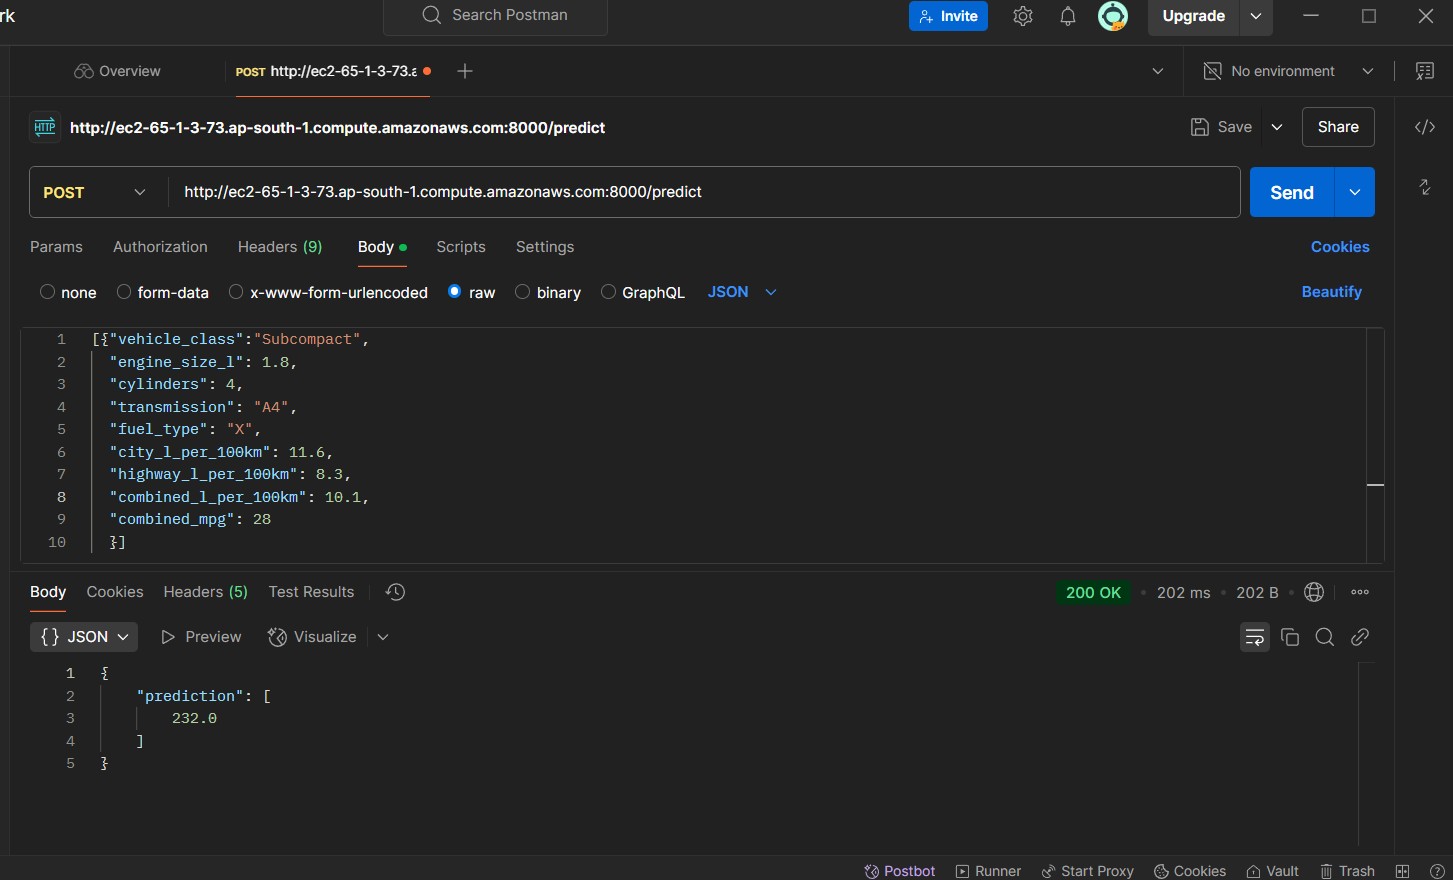 rk
Search Postman
Invite
Upgrade
Overview
POST http://ec2-65-1-3-73.a
No environment
HTTP http://ec2-65-1-3-73.ap-south-1.compute.amazonaws.com:8000/predict
Save
Share
POST
http://ec2-65-1-3-73.ap-south-1.compute.amazonaws.com:8000/predict
Send
Params Authorization Headers (9) Body Scripts Settings Cookies
none form-data x-www-form-urlencoded raw binary GraphQL JSON Beautify
1 [{"vehicle_class":"Subcompact",
2 "engine_size_l": 1.8,
3 "cylinders": 4,
4 "transmission": "A4",
5 "fuel_type": "X",
6 "city_l_per_100km": 11.6,
7 "highway_l_per_100km": 8.3,
8 "combined_l_per_100km": 10.1,
9 "combined_mpg": 28
10 }]
Body Cookies Headers (5) Test Results 200 OK • 202 ms • 202 B •
{} JSON Preview Visualize
1 {
2 "prediction": [
3 232.0
4 ]
5 }
Postbot Runner Start Proxy Cookies Vault Trash